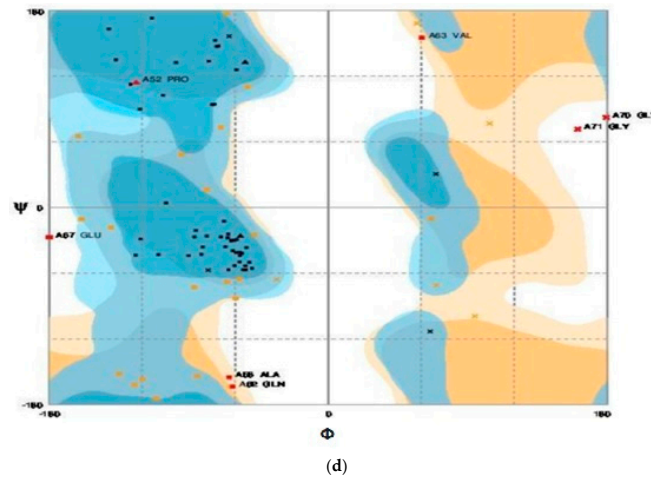 180
A63 VAL
A
A52 PRO
A70 GL
A71 GLY
Ψ 0
A67 GLU
A
A66 ALA
A62 GLN
-180
-180 0 180
Φ
(d)